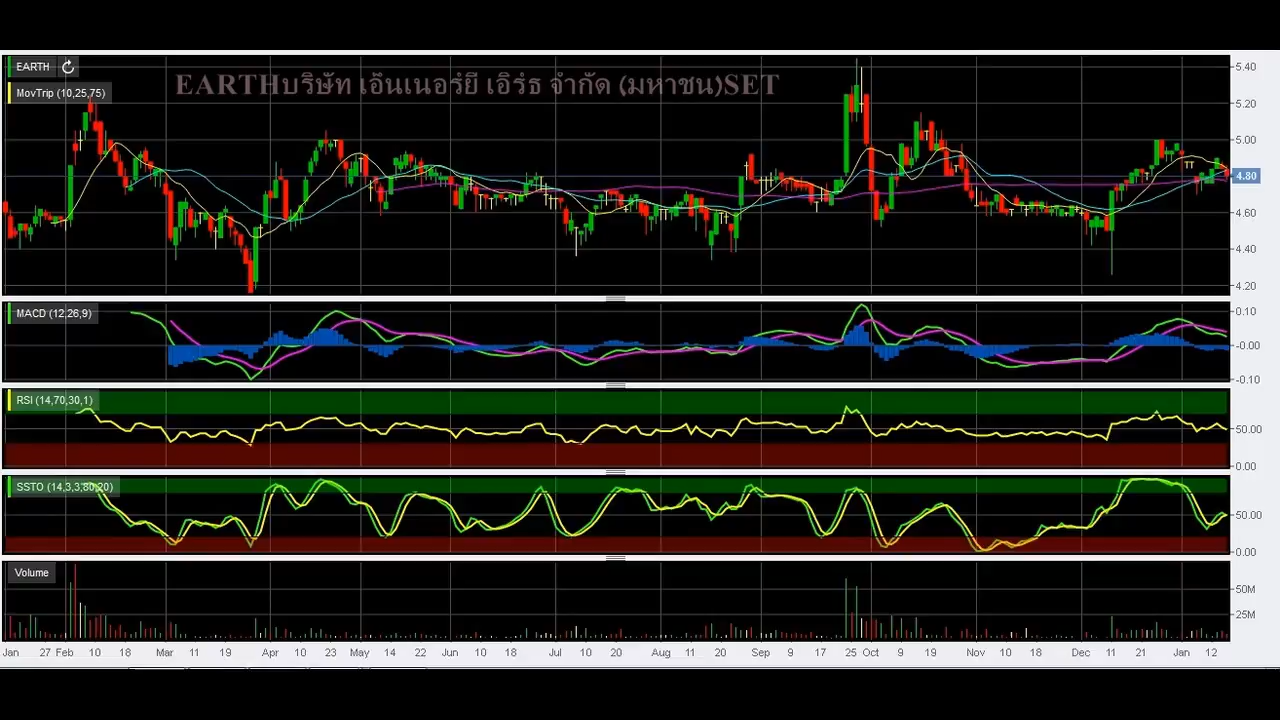 EARTH
EARTHบริษัท เอ็นเนอร์ยี่ เอิร์ธ จำกัด (มหาชน)SET
MovTrip (10,25,75)
5.40
5.20
5.00
4.80
4.60
4.40
4.20
MACD (12,26,9)
0.10
-0.00
-0.10
RSI (14,70,30,1)
50.00
0.00
SSTO (14,3,3,80,20)
50.00
0.00
Volume
50M
25M
Jan 27 Feb 10 18 Mar 11 19 Apr 10 23 May 14 22 Jun 10 18 Jul 10 20 Aug 11 20 Sep 9 17 25 Oct 9 19 Nov 10 18 Dec 11 21 Jan 12